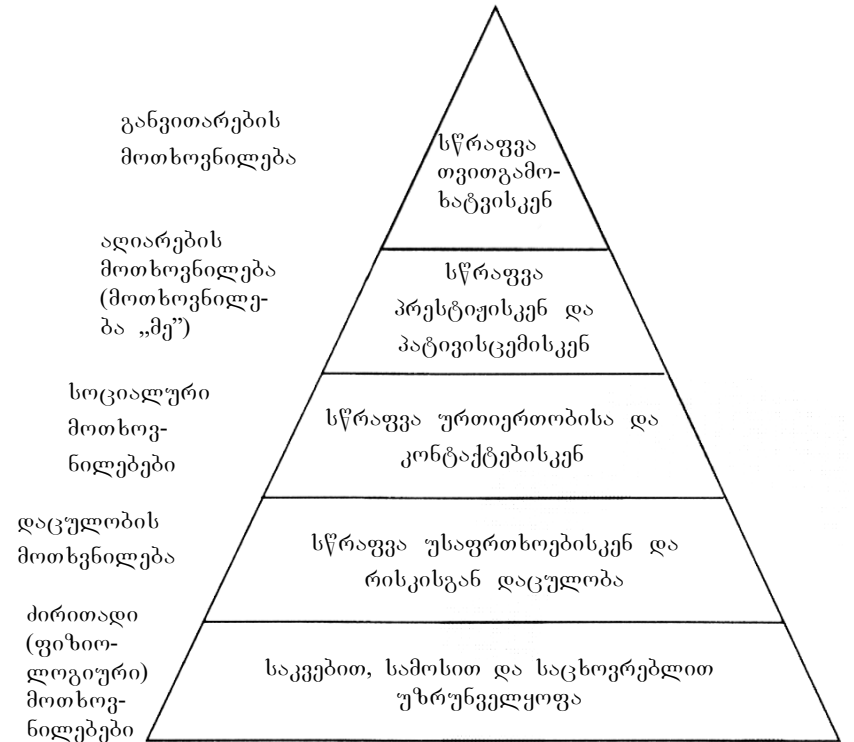 განვითარების
მოთხოვნილება
სწრაფვა
თვითგამო-
ხატვისკენ
აღიარების
მოთხოვნილება
(მოთხოვნილე-
ბა „მე”)
სწრაფვა
პრესტიჟისკენ და
პატივისცემისკენ
სოციალური
მოთხოვ-
ნილებები
სწრაფვა ურთიერთობისა და
კონტაქტებისკენ
დაცულობის
მოთხვნილება
სწრაფვა უსაფრთხოებისკენ და
რისკისგან დაცულობა
ძირითადი
(ფიზიო-
ლოგიური)
მოთხოვ-
ნილებები
საკვებით, სამოსით და საცხოვრებლით
უზრუნველყოფა